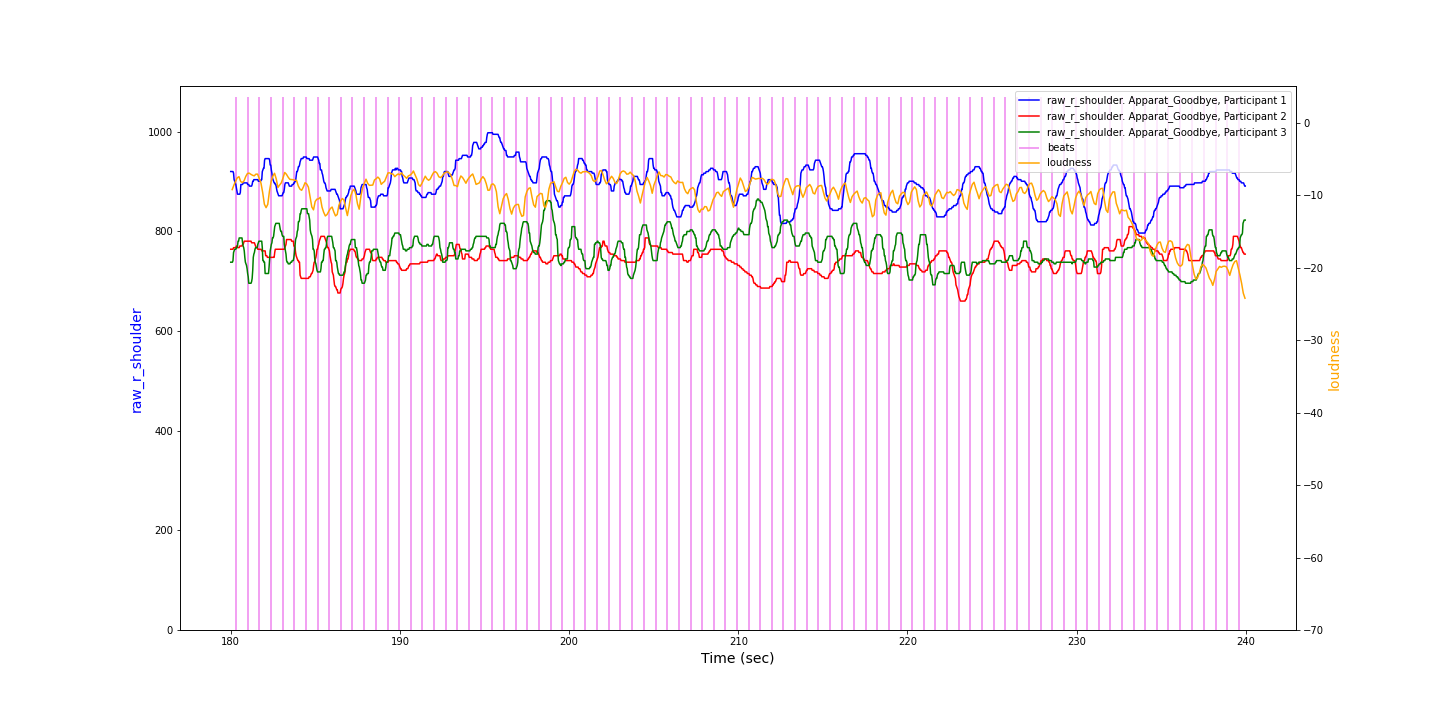 raw_r_shoulder. Apparat_Goodbye, Participant 1
raw_r_shoulder. Apparat_Goodbye, Participant 2
raw_r_shoulder. Apparat_Goodbye, Participant 3
beats
loudness
1000
800
600
400
200
0
raw_r_shoulder
0
−10
−20
−30
−40
−50
−60
−70
loudness
180
190
200
210
220
230
240
Time (sec)